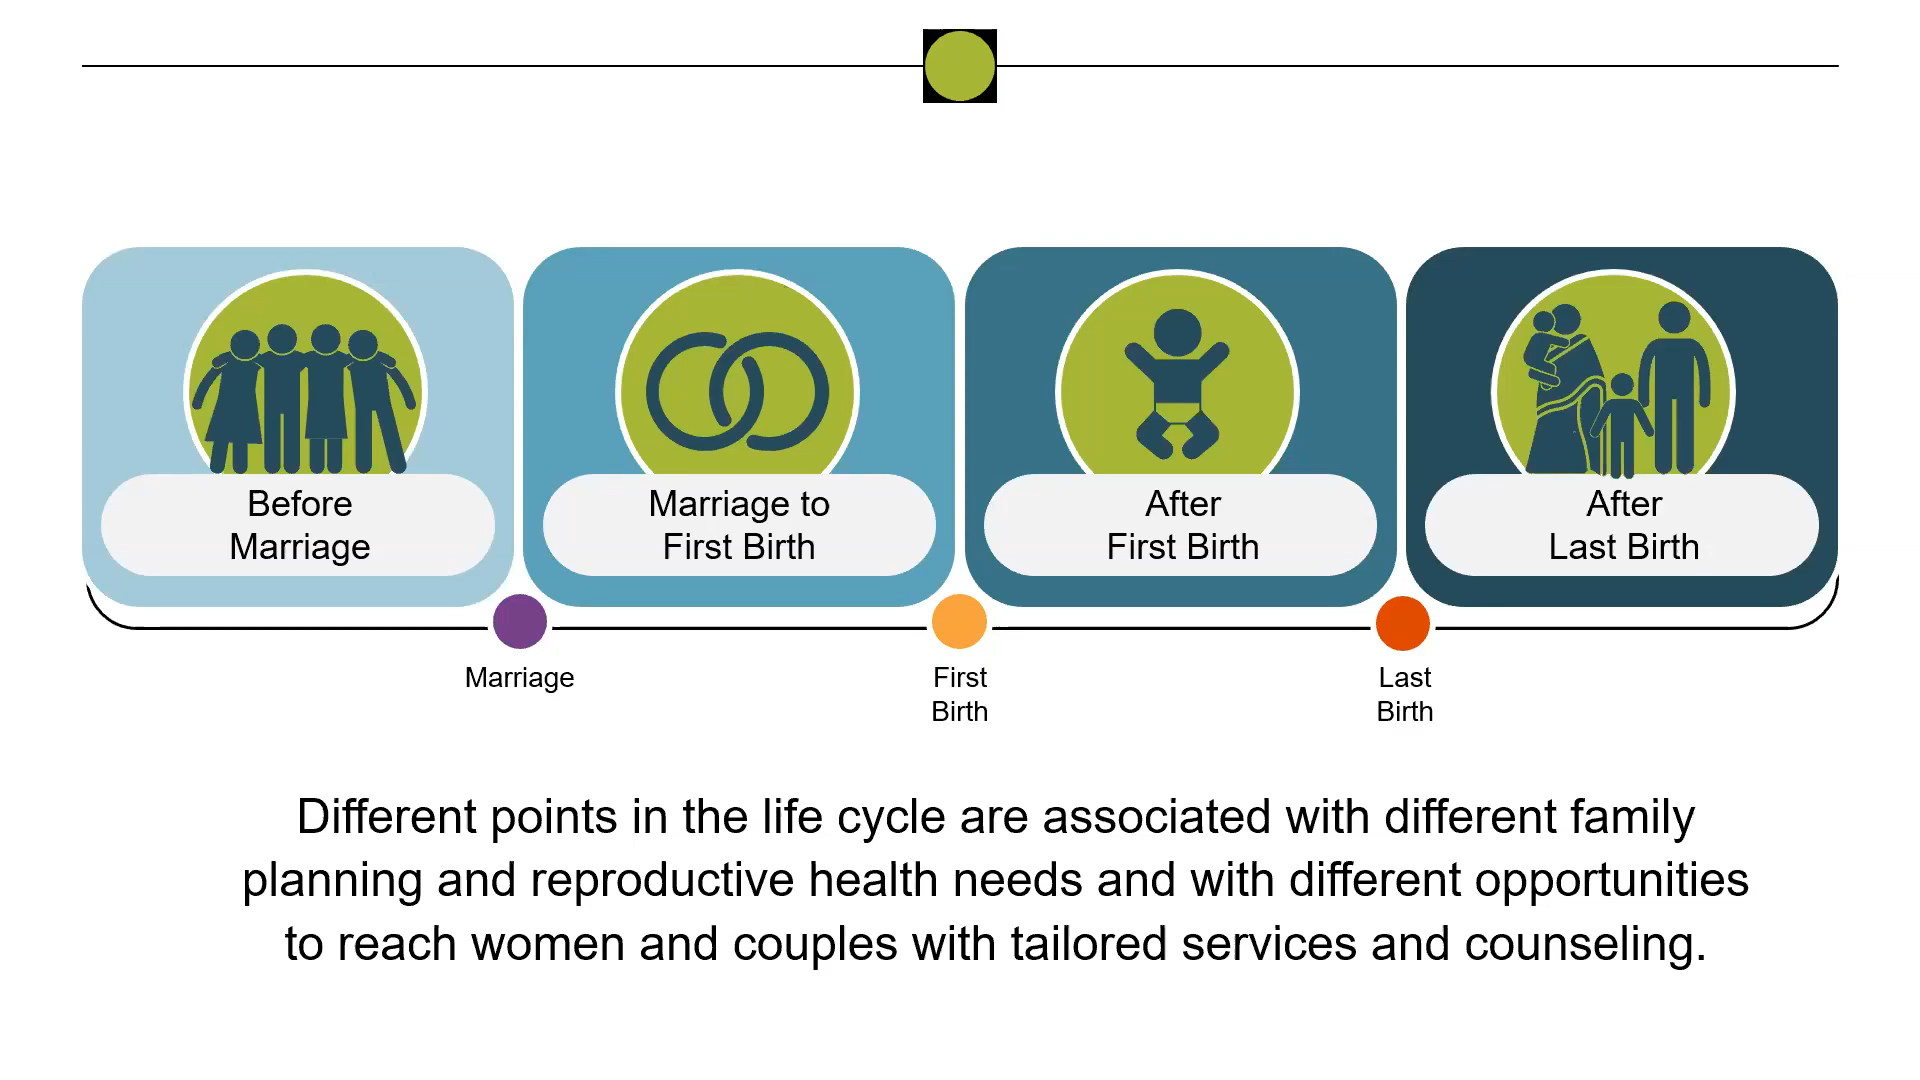 Before
Marriage
Marriage to
First Birth
After
First Birth
After
Last Birth
Marriage
First
Birth
Last
Birth
Different points in the life cycle are associated with different family
planning and reproductive health needs and with different opportunities
to reach women and couples with tailored services and counseling.